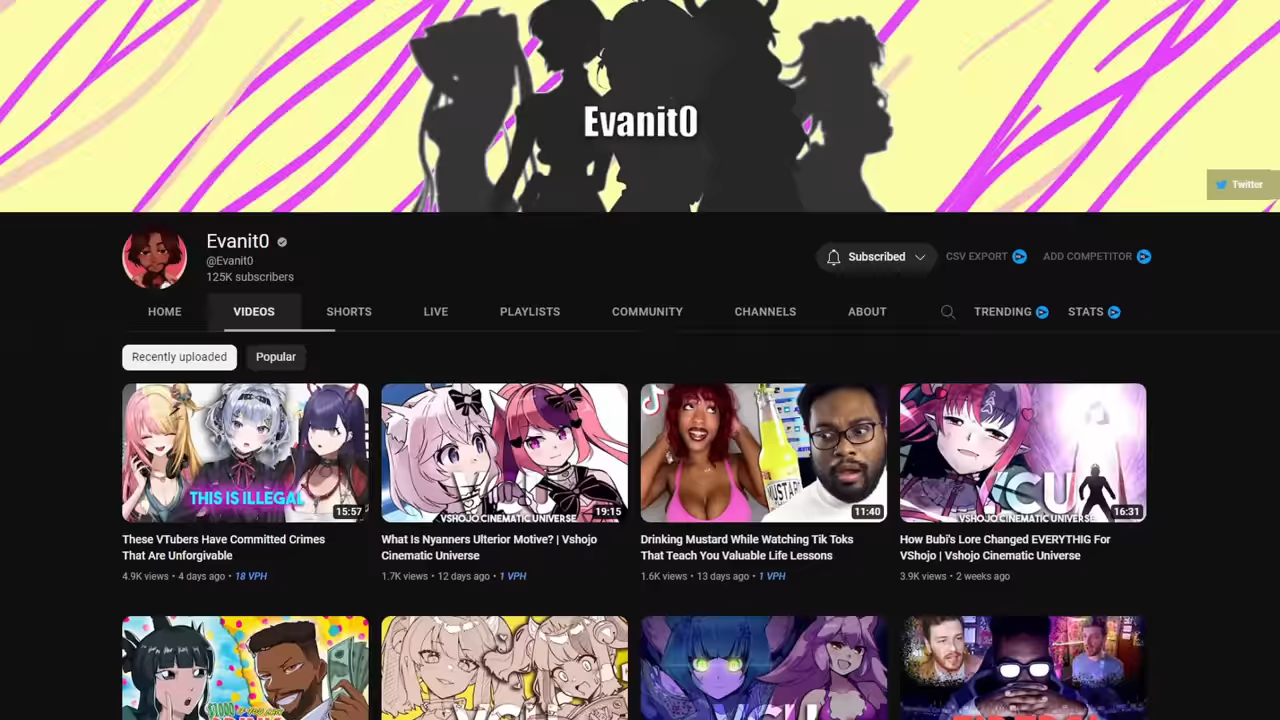 Evanit0
Twitter
Evanit0
@Evanit0
125K subscribers
Subscribed
CSV EXPORT
ADD COMPETITOR
HOME
VIDEOS
SHORTS
LIVE
PLAYLISTS
COMMUNITY
CHANNELS
ABOUT
TRENDING
STATS
Recently uploaded
Popular
THIS IS ILLEGAL
15:57
VSHOJO CINEMATIC UNIVERSE
19:15
MUSTARD
11:40
CU
VSHOJO CINEMATIC UNIVERSE
16:31
These VTubers Have Committed Crimes
That Are Unforgivable
4.9K views • 4 days ago • 18 VPH
What Is Nyanners Ulterior Motive? | Vshojo
Cinematic Universe
1.7K views • 12 days ago • 1 VPH
Drinking Mustard While Watching Tik Toks
That Teach You Valuable Life Lessons
1.6K views • 13 days ago • 1 VPH
How Bubi's Lore Changed EVERYTHIG For
VShojo | Vshojo Cinematic Universe
3.9K views • 2 weeks ago